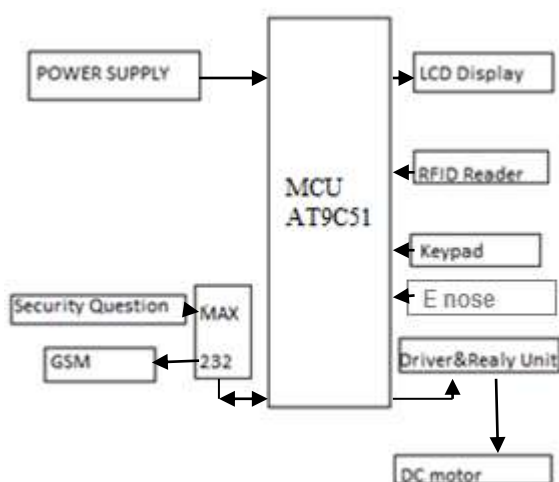 POWER SUPPLY
LCD Display
MCU
AT9C51
RFID Reader
Keypad
E nose
Security Question
MAX
232
GSM
Driver&Realy Unit
DC motor